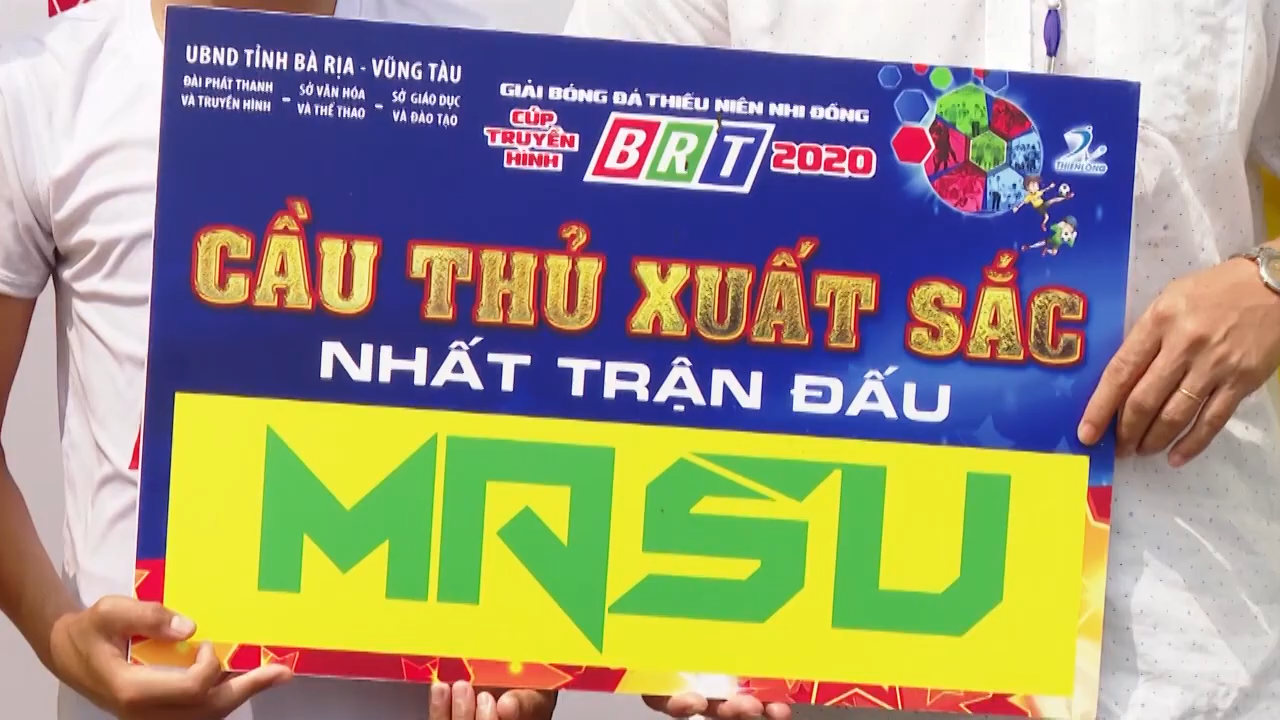 UBND TỈNH BÀ RỊA - VŨNG TÀU
ĐÀI PHÁT THANH VÀ TRUYỀN HÌNH - SỞ VĂN HÓA VÀ THỂ THAO - SỞ GIÁO DỤC VÀ ĐÀO TẠO
GIẢI BÓNG ĐÁ THIẾU NIÊN NHI ĐỒNG
CÚP TRUYỀN HÌNH BRT 2020
THIÊN LONG
CẦU THỦ XUẤT SẮC
NHẤT TRẬN ĐẤU
MASU